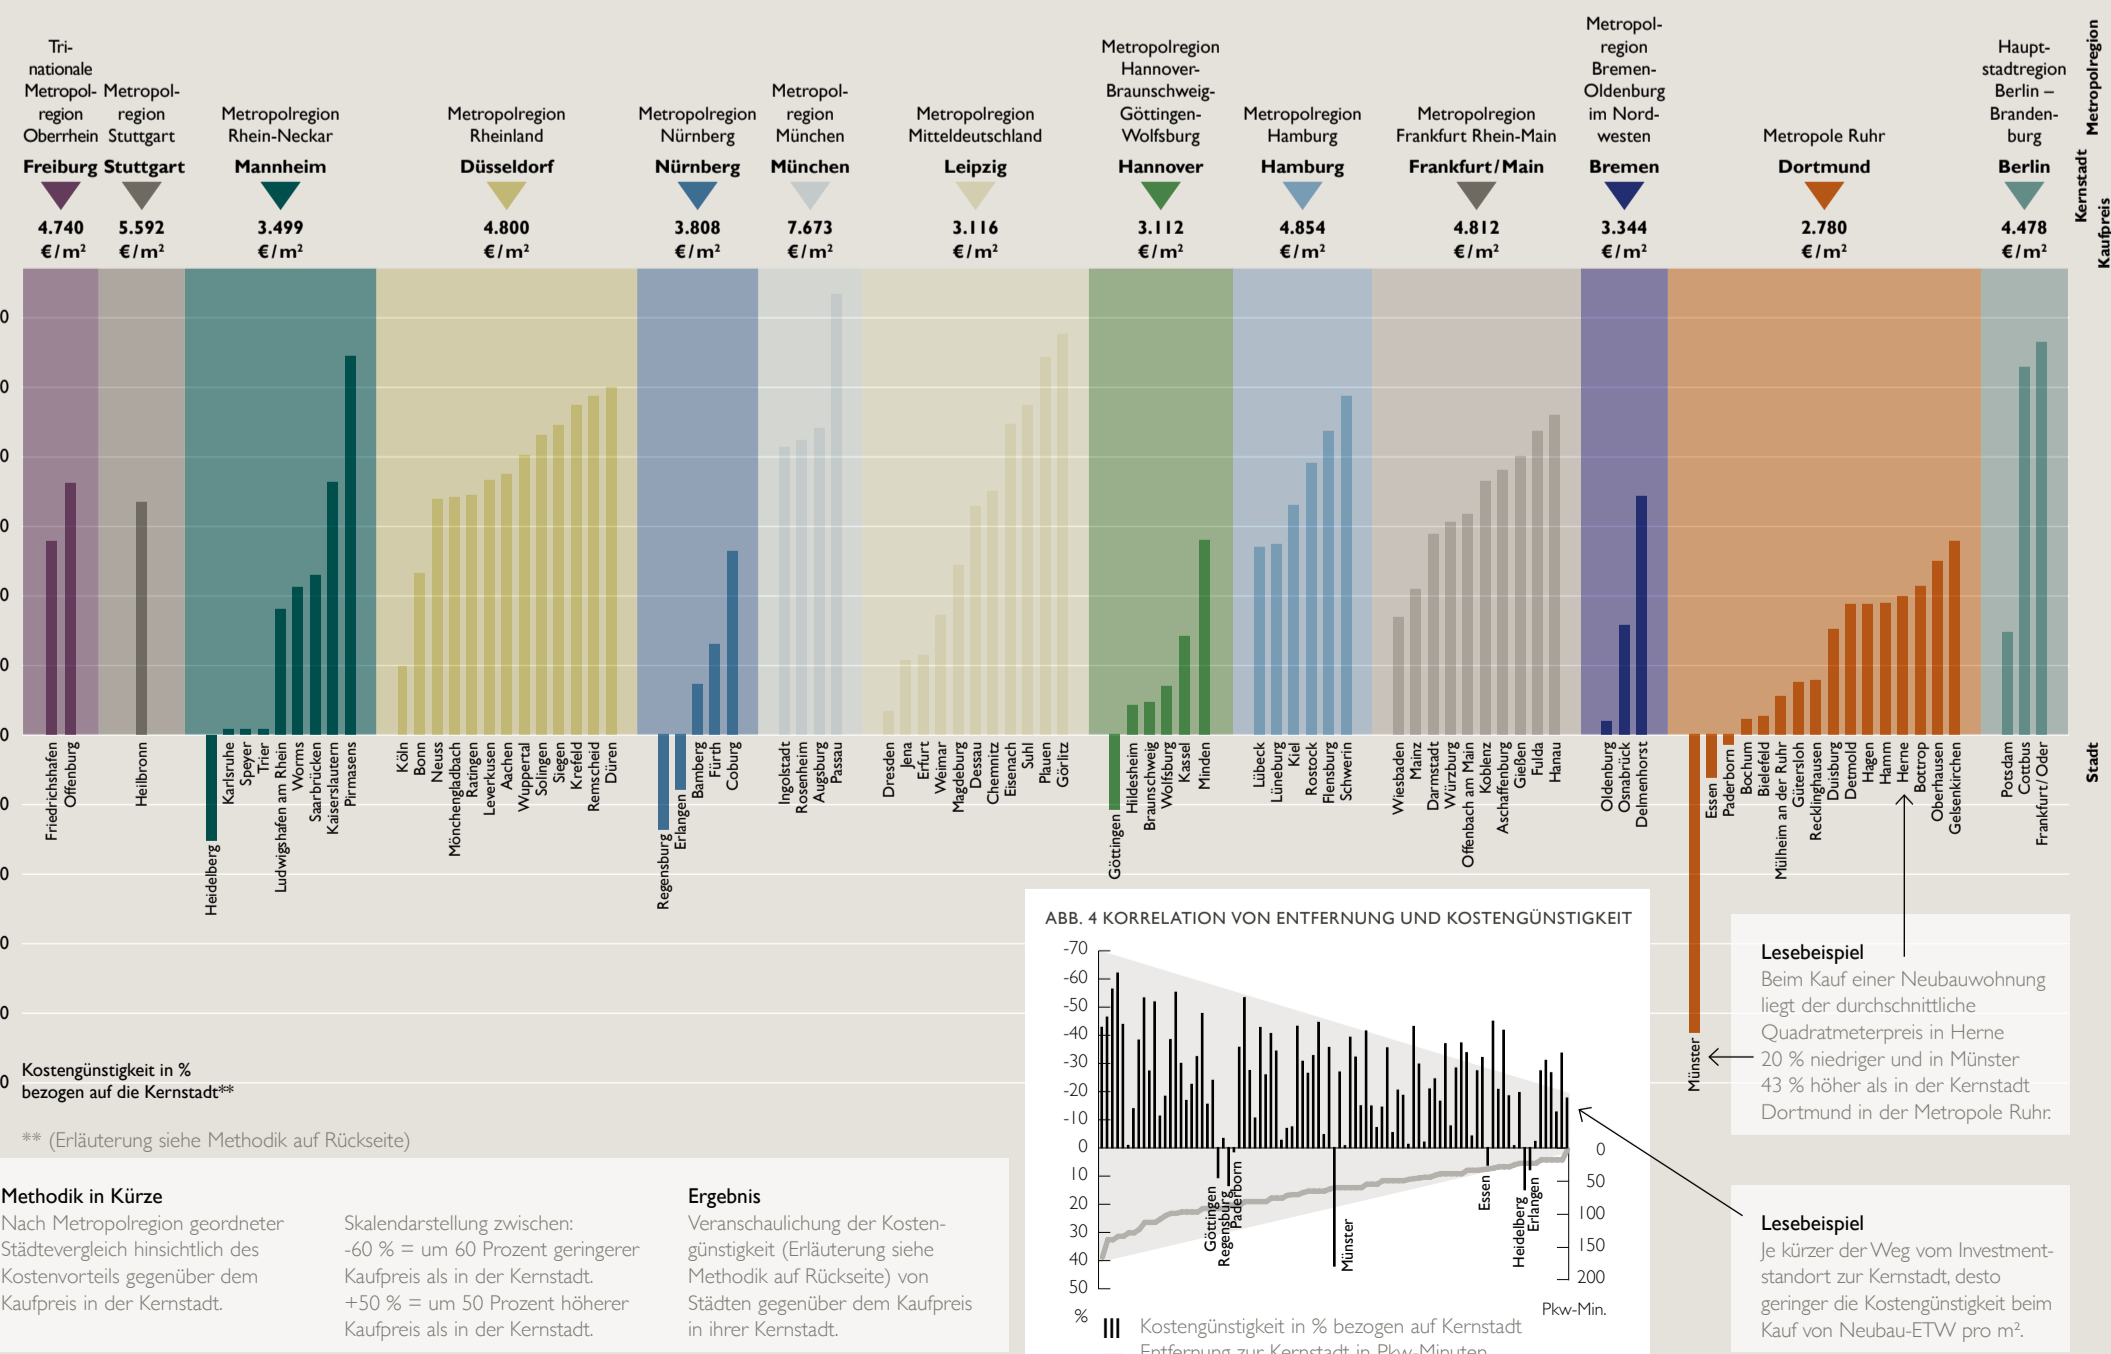 Tri-
nationale
Metropol-
region
Oberrhein
Freiburg
4.740
€/m²
Metropol-
region
Stuttgart
Stuttgart
5.592
€/m²
Metropolregion
Rhein-Neckar
Mannheim
3.499
€/m²
Metropolregion
Rheinland
Düsseldorf
4.800
€/m²
Metropolregion
Nürnberg
Nürnberg
3.808
€/m²
Metropol-
region
München
München
7.673
€/m²
Metropolregion
Mitteldeutschland
Leipzig
3.116
€/m²
Metropolregion
Hannover-
Braunschweig-
Göttingen-
Wolfsburg
Hannover
3.112
€/m²
Metropolregion
Hamburg
Hamburg
4.854
€/m²
Metropolregion
Frankfurt Rhein-Main
Frankfurt/Main
4.812
€/m²
Metropol-
region
Bremen-
Oldenburg
im Nord-
westen
Bremen
3.344
€/m²
Metropole Ruhr
Dortmund
2.780
€/m²
Haupt-
stadtregion
Berlin –
Branden-
burg
Berlin
4.478
€/m²
Metropolregion
Kernstadt
Kaufpreis
0
0
0
0
0
0
0
0
0
0
0
0
Friedrichshafen
Offenburg
Heilbronn
Heidelberg
Karlsruhe
Speyer
Trier
Ludwigshafen am Rhein
Worms
Saarbrücken
Kaiserslautern
Pirmasens
Köln
Bonn
Neuss
Mönchengladbach
Ratingen
Leverkusen
Aachen
Wuppertal
Solingen
Siegen
Krefeld
Remscheid
Düren
Regensburg
Erlangen
Bamberg
Fürth
Coburg
Ingolstadt
Rosenheim
Augsburg
Passau
Dresden
Jena
Erfurt
Weimar
Magdeburg
Dessau
Chemnitz
Eisenach
Suhl
Plauen
Görlitz
Göttingen
Hildesheim
Braunschweig
Wolfsburg
Kassel
Minden
Lübeck
Lüneburg
Kiel
Rostock
Flensburg
Schwerin
Wiesbaden
Mainz
Darmstadt
Würzburg
Offenbach am Main
Koblenz
Aschaffenburg
Gießen
Fulda
Hanau
Oldenburg
Osnabrück
Delmenhorst
Münster
Essen
Paderborn
Bochum
Bielefeld
Mülheim an der Ruhr
Gütersloh
Recklinghausen
Duisburg
Detmold
Hagen
Hamm
Herne
Bottrop
Oberhausen
Gelsenkirchen
Potsdam
Cottbus
Frankfurt/Oder
Stadt
Kostengünstigkeit in %
bezogen auf die Kernstadt**
** (Erläuterung siehe Methodik auf Rückseite)
Methodik in Kürze
Nach Metropolregion geordneter
Städtevergleich hinsichtlich des
Kostenvorteils gegenüber dem
Kaufpreis in der Kernstadt.
Skalendarstellung zwischen:
-60 % = um 60 Prozent geringerer
Kaufpreis als in der Kernstadt.
+50 % = um 50 Prozent höherer
Kaufpreis als in der Kernstadt.
Ergebnis
Veranschaulichung der Kosten-
günstigkeit (Erläuterung siehe
Methodik auf Rückseite) von
Städten gegenüber dem Kaufpreis
in ihrer Kernstadt.
ABB. 4 KORRELATION VON ENTFERNUNG UND KOSTENGÜNSTIGKEIT
-70
-60
-50
-40
-30
-20
-10
0
10
20
30
40
50
%
Göttingen
Regensburg
Paderborn
Münster
Essen
Heidelberg
Erlangen
0
50
100
150
200
Pkw-Min.
Kostengünstigkeit in % bezogen auf Kernstadt
Entfernung zur Kernstadt in Pkw-Minuten
Lesebeispiel
Beim Kauf einer Neubauwohnung
liegt der durchschnittliche
Quadratmeterpreis in Herne
20 % niedriger und in Münster
43 % höher als in der Kernstadt
Dortmund in der Metropole Ruhr.
Lesebeispiel
Je kürzer der Weg vom Investment-
standort zur Kernstadt, desto
geringer die Kostengünstigkeit beim
Kauf von Neubau-ETW pro m².